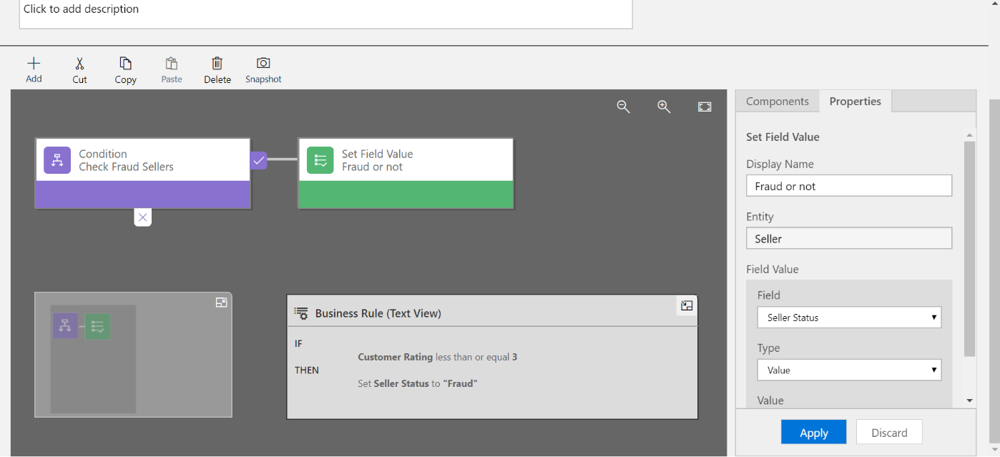 Click to add description
Add Cut Copy Paste Delete Snapshot
Components Properties
Condition
Check Fraud Sellers
Set Field Value
Fraud or not
Business Rule (Text View)
IF
Customer Rating less than or equal 3
THEN
Set Seller Status to "Fraud"
Set Field Value
Display Name
Fraud or not
Entity
Seller
Field Value
Field
Seller Status
Type
Value
Value
Apply Discard